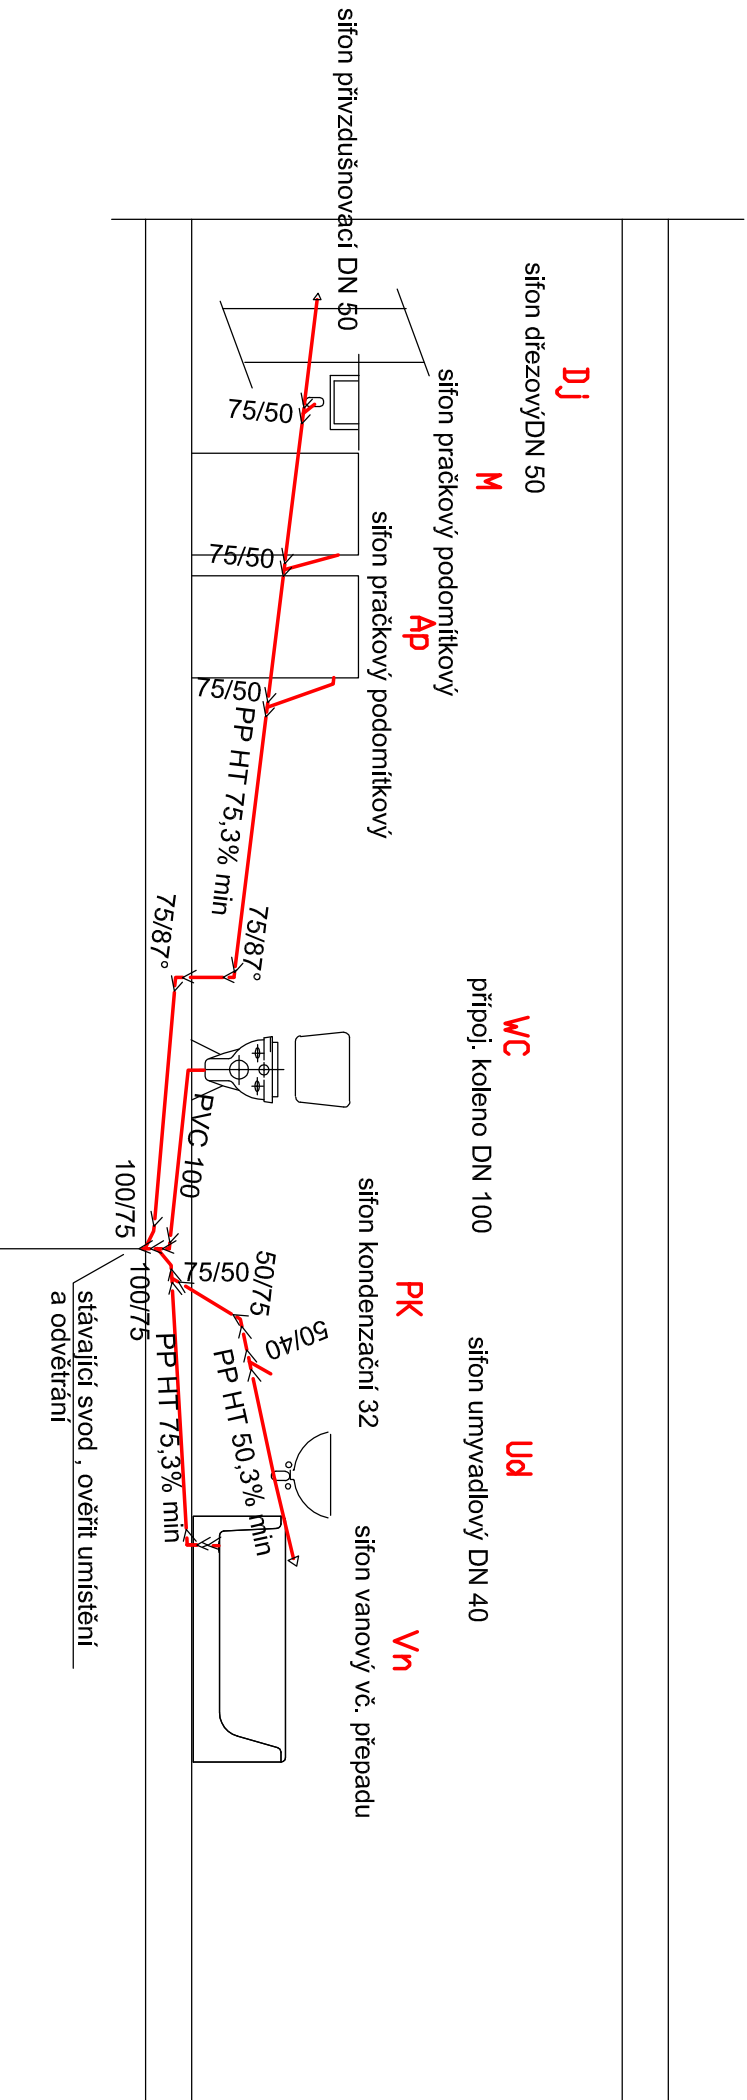 sifon přivzdušnovací DN 50
Dj
sifon dřezovýDN 50
M
sifon pračkový podomítkový
Ap
sifon pračkový podomítkový
75/50
75/50
75/50
PP HT 75,3% min
75/87°
75/87°
WC
přípoj. koleno DN 100
PVC 100
100/75
100/75
75/50
50/75
50/40
PK
sifon kondenzační 32
Ud
sifon umyvadlový DN 40
PP HT 50,3% min
PP HT 75,3% min
Vn
sifon vanový vč. přepadu
stávající svod , ověřit umístění
a odvětrání